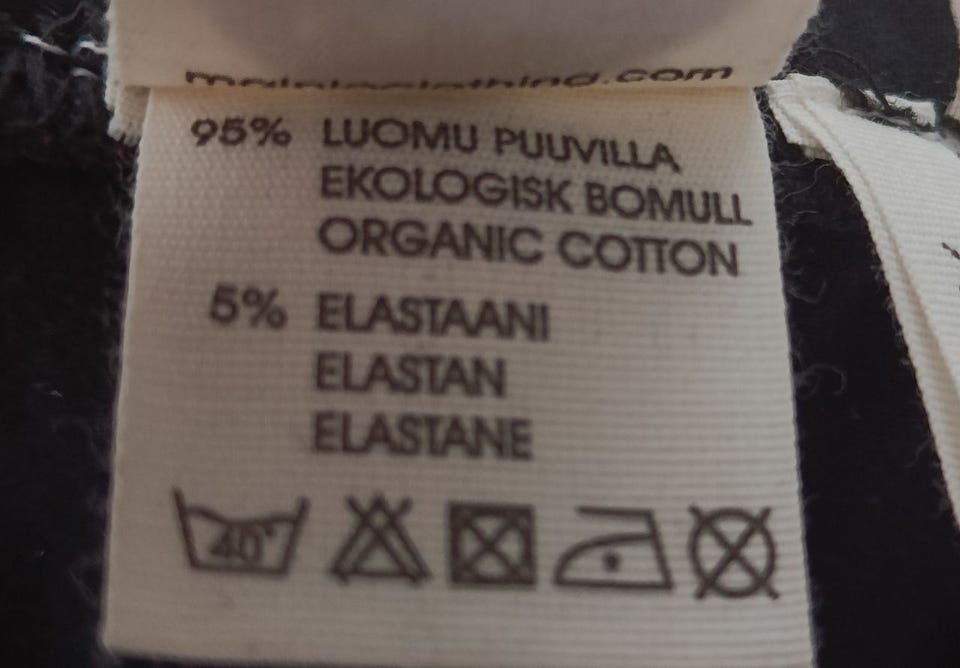 95% LUOMU PUUVILLA
EKOLOGISK BOMULL
ORGANIC COTTON
5% ELASTAANI
ELASTAN
ELASTANE
40°